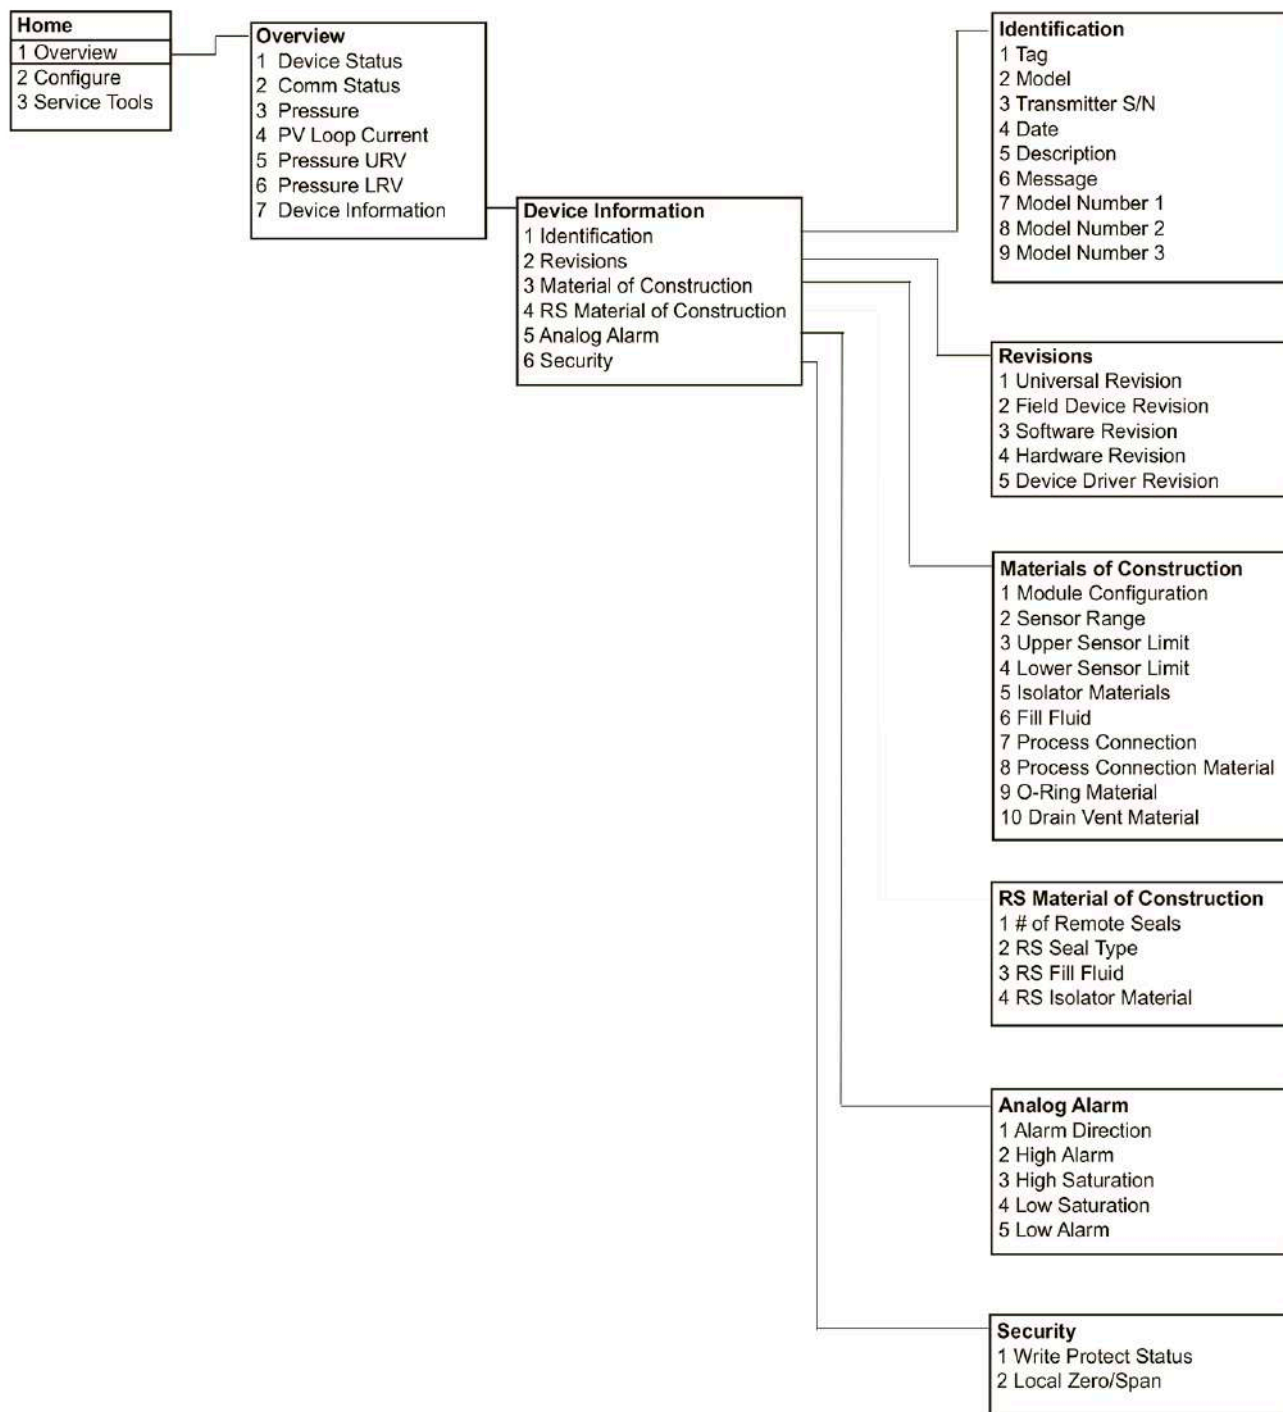 Home
1 Overview
2 Configure
3 Service Tools
Overview
1 Device Status
2 Comm Status
3 Pressure
4 PV Loop Current
5 Pressure URV
6 Pressure LRV
7 Device Information
Device Information
1 Identification
2 Revisions
3 Material of Construction
4 RS Material of Construction
5 Analog Alarm
6 Security
Identification
1 Tag
2 Model
3 Transmitter S/N
4 Date
5 Description
6 Message
7 Model Number 1
8 Model Number 2
9 Model Number 3
Revisions
1 Universal Revision
2 Field Device Revision
3 Software Revision
4 Hardware Revision
5 Device Driver Revision
Materials of Construction
1 Module Configuration
2 Sensor Range
3 Upper Sensor Limit
4 Lower Sensor Limit
5 Isolator Materials
6 Fill Fluid
7 Process Connection
8 Process Connection Material
9 O-Ring Material
10 Drain Vent Material
RS Material of Construction
1 # of Remote Seals
2 RS Seal Type
3 RS Fill Fluid
4 RS Isolator Material
Analog Alarm
1 Alarm Direction
2 High Alarm
3 High Saturation
4 Low Saturation
5 Low Alarm
Security
1 Write Protect Status
2 Local Zero/Span